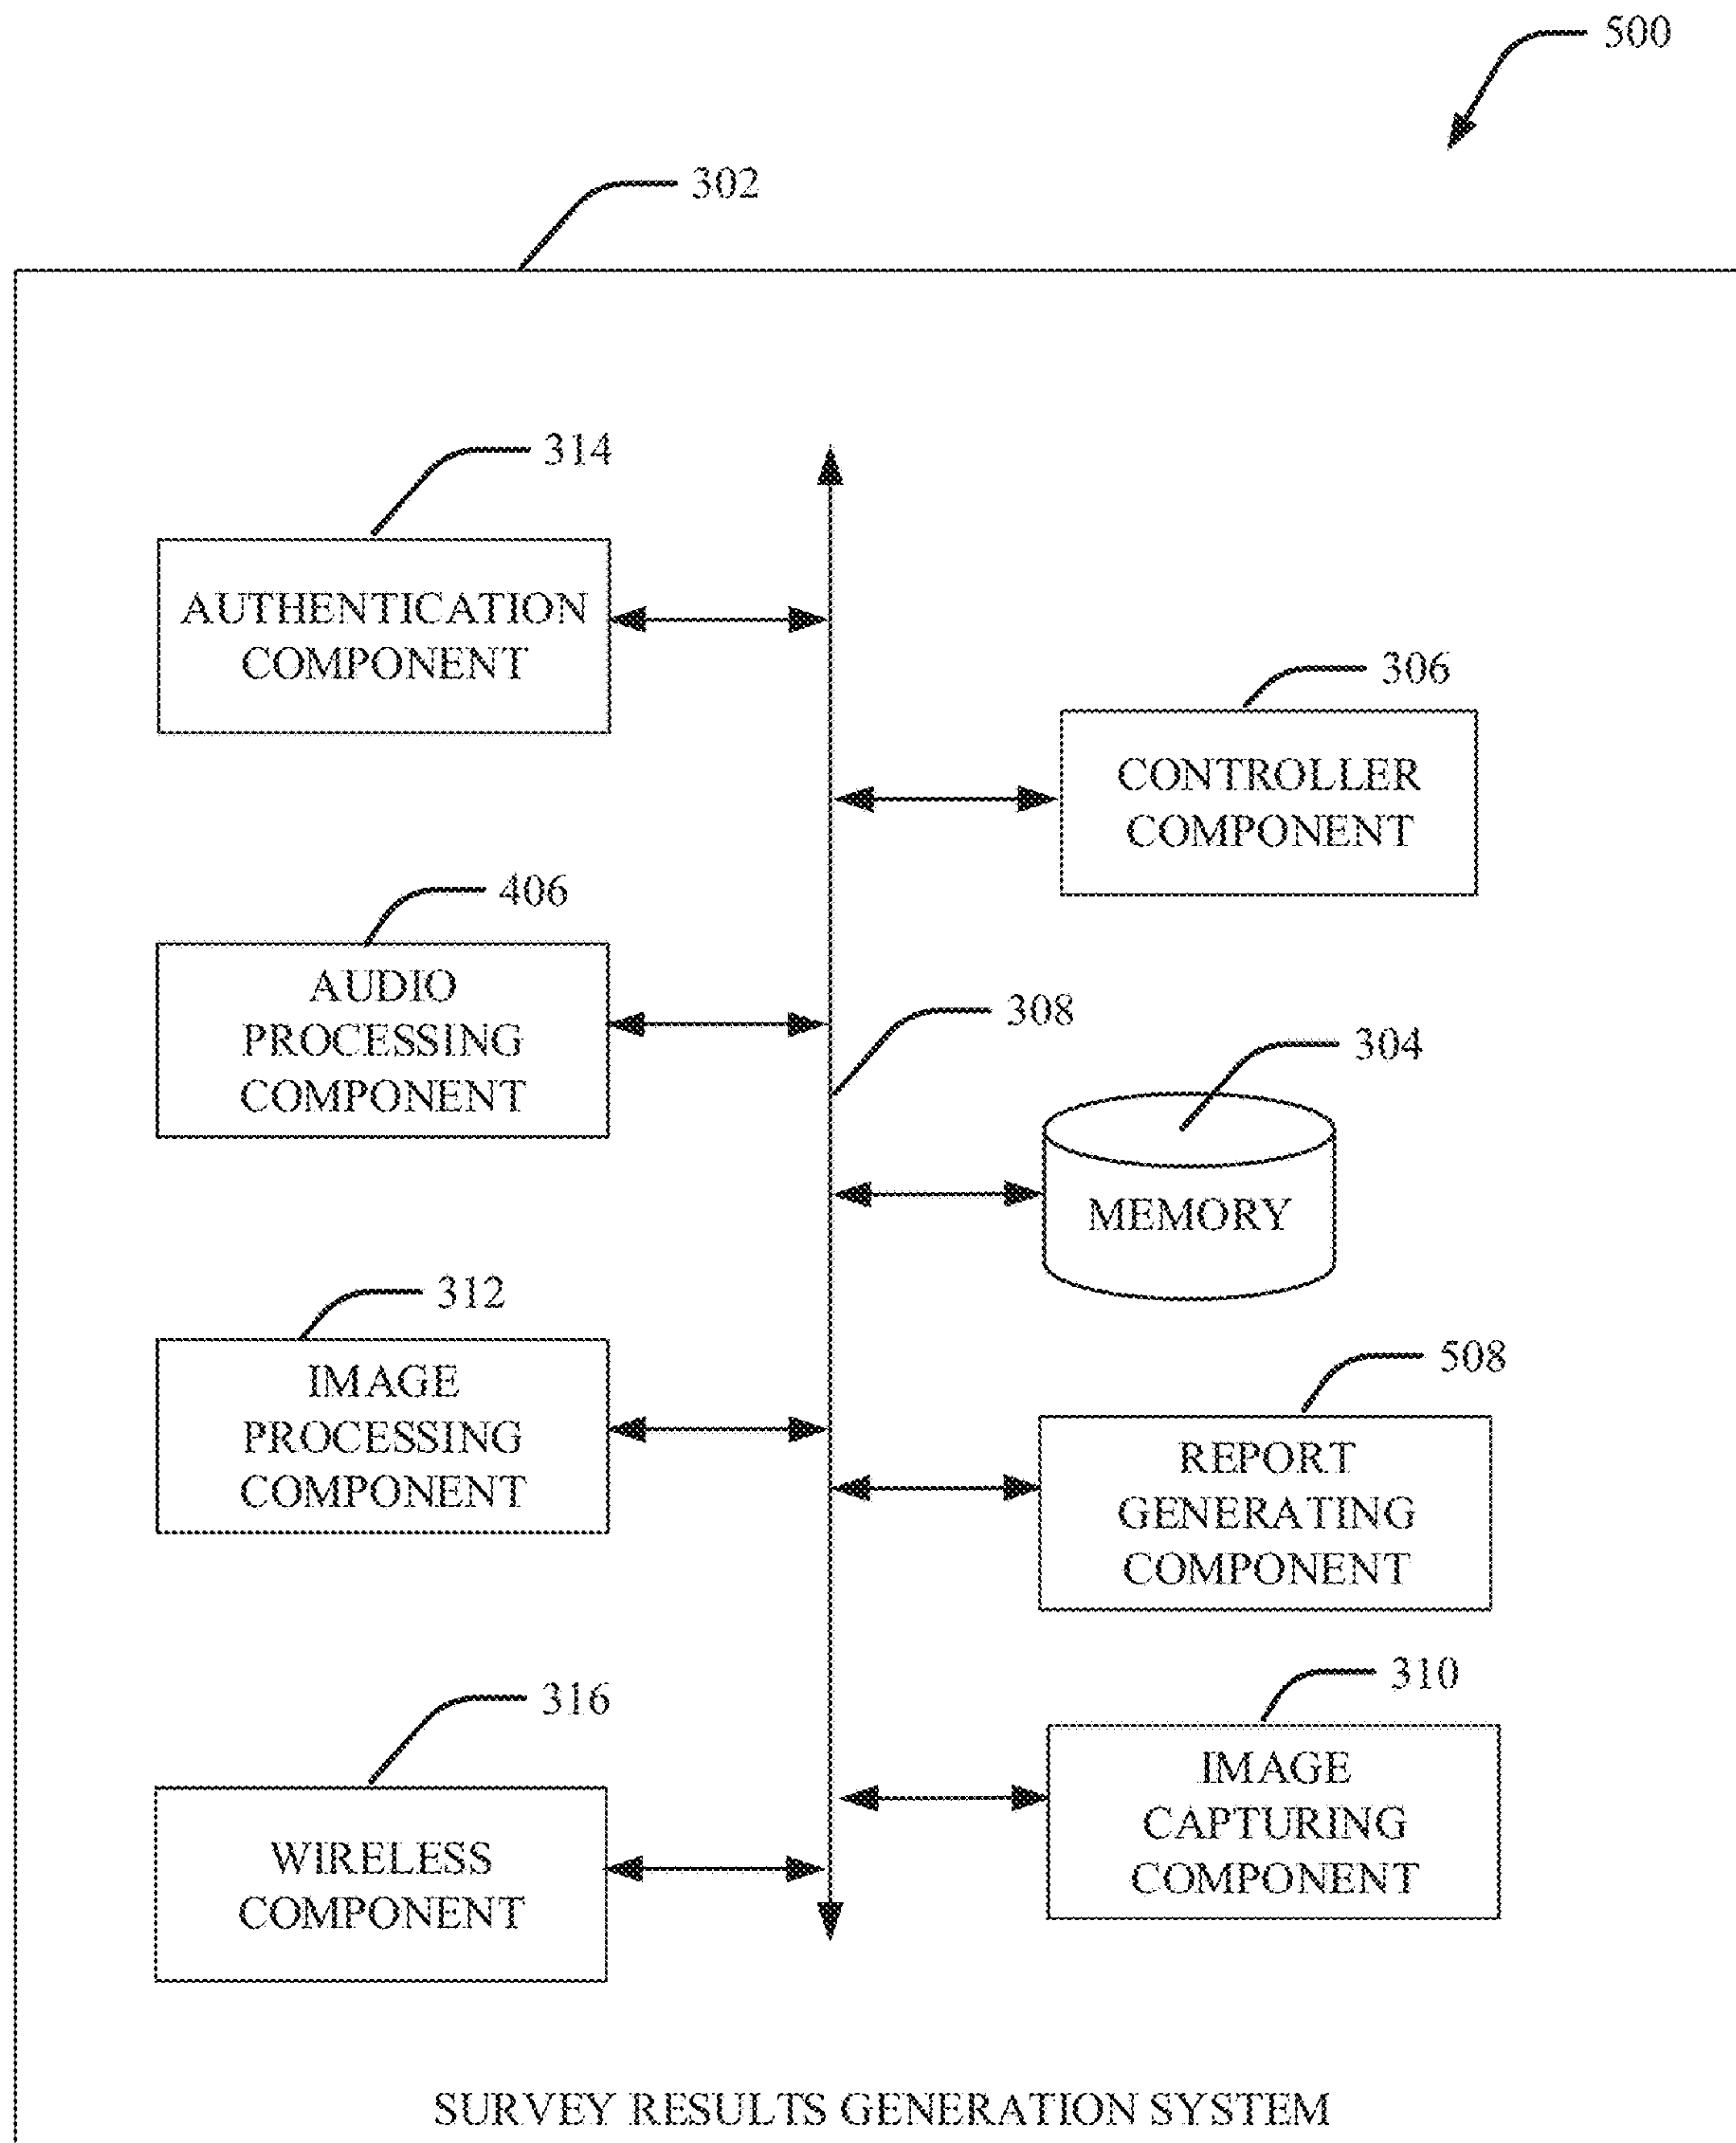 500
302
314
AUTHENTICATION
COMPONENT
306
CONTROLLER
COMPONENT
406
AUDIO
PROCESSING
COMPONENT
308
304
MEMORY
312
IMAGE
PROCESSING
COMPONENT
508
REPORT
GENERATING
COMPONENT
316
WIRELESS
COMPONENT
310
IMAGE
CAPTURING
COMPONENT
SURVEY RESULTS GENERATION SYSTEM